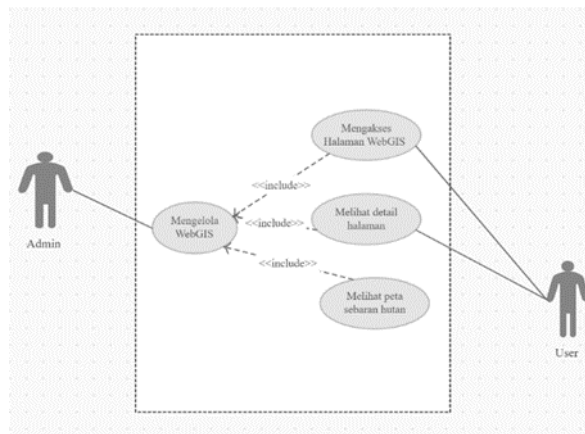 Mengakses
Halaman WebGIS
<<include>>
Mengelola
WebGIS
<<include>>
Melihat detail
halaman
Admin
<<include>>
Melihat peta
sebaran hutan
User